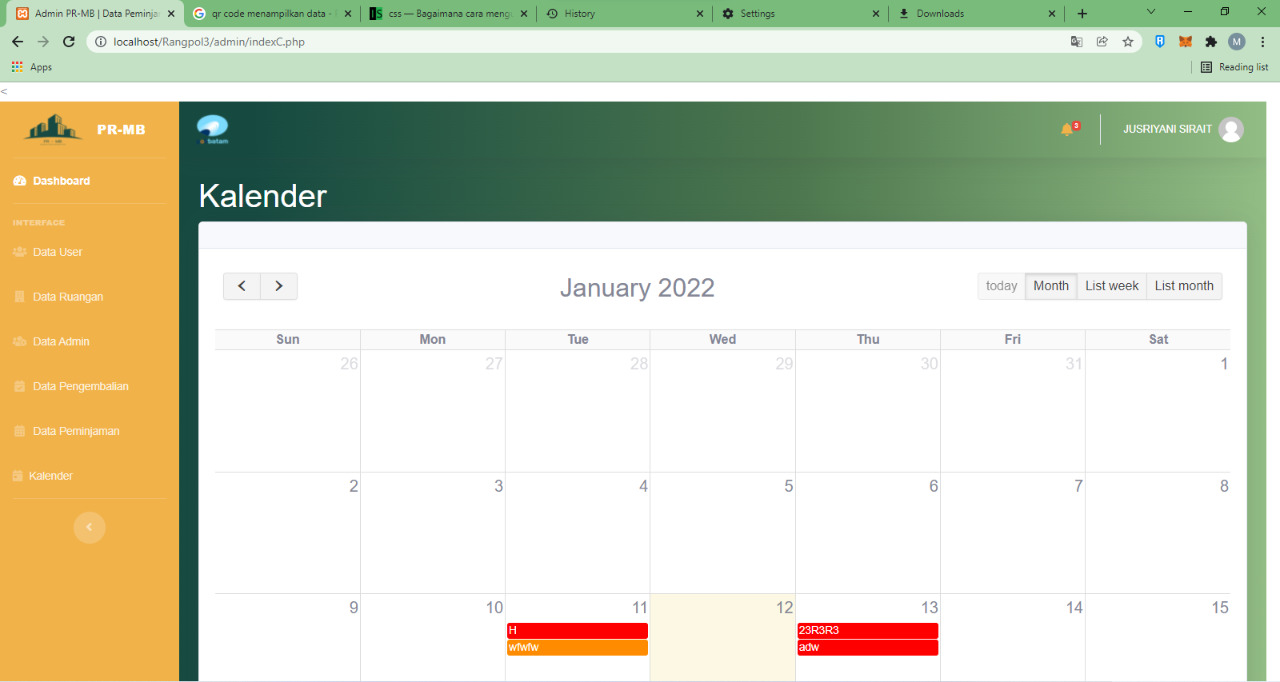 Admin PR-MB | Data Peminja
qr code menampilkan data -
css — Bagaimana cara mengu
History
Settings
Downloads
localhost/Rangpol3/admin/indexC.php
M
Apps
Reading list
<
PR-MB
PR - MB
batam
3
JUSRIYANI SIRAIT
Dashboard
INTERFACE
Data User
Data Ruangan
Data Admin
Data Pengembalian
Data Peminjaman
Kalender
Kalender
January 2022
today Month List week List month
Sun Mon Tue Wed Thu Fri Sat
26 27 28 29 30 31 1
2 3 4 5 6 7 8
9 10 11 12 13 14 15
H 23R3R3
wfwfw adw